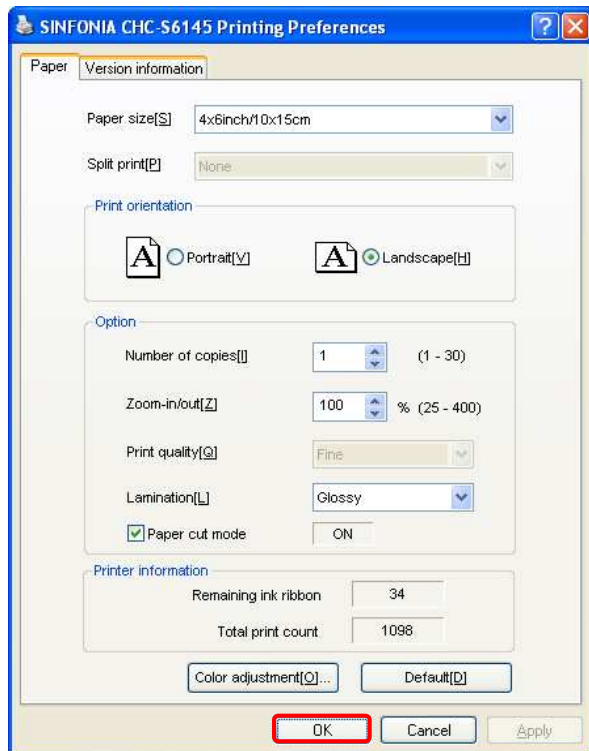 SINFONIA CHC-S6145 Printing Preferences
Paper Version information
Paper size[S] 4x6inch/10x15cm
Split print[P] None
Print orientation
A Portrait[V] A Landscape[H]
Option
Number of copies[I] 1 (1 - 30)
Zoom-in/out[Z] 100 % (25 - 400)
Print quality[Q] Fine
Lamination[L] Glossy
Paper cut mode ON
Printer information
Remaining ink ribbon 34
Total print count 1098
Color adjustment[O]... Default[D]
OK Cancel Apply